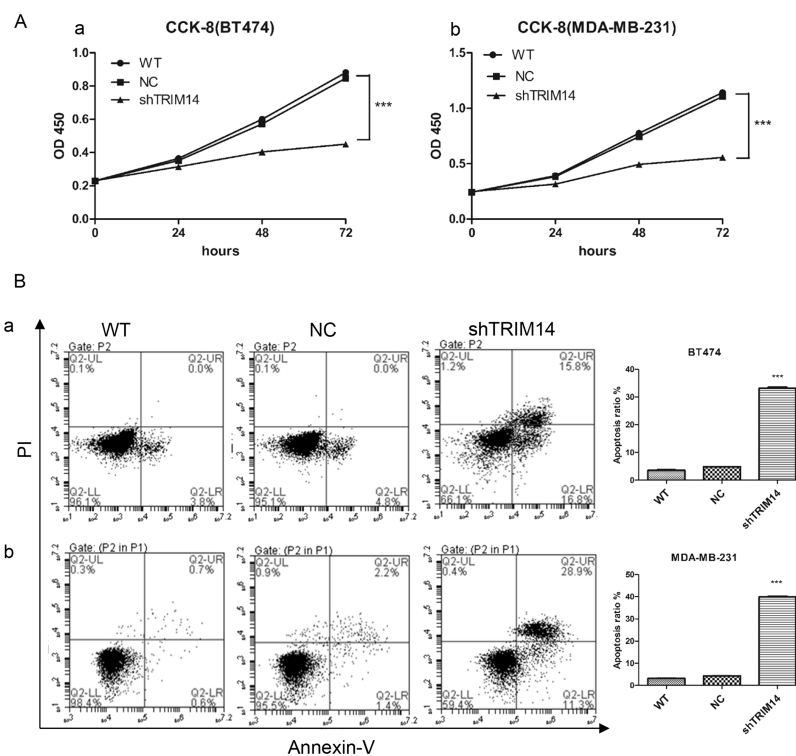 A
a
CCK-8(BT474)
WT
NC
shTRIM14
OD 450
1.0
0.8
0.6
0.4
0.2
0.0
0 24 48 72
hours
***
b
CCK-8(MDA-MB-231)
WT
NC
shTRIM14
OD 450
1.5
1.0
0.5
0.0
0 24 48 72
hours
***
B
a
WT NC shTRIM14
PI
Gate: P2
Q2-UL Q2-UR
0.1% 0.0%
Q2-LL Q2-LR
96.1% 3.8%
Gate: P2
Q2-UL Q2-UR
0.1% 0.0%
Q2-LL Q2-LR
95.1% 4.8%
Gate: P2
Q2-UL Q2-UR
1.2% 15.8%
Q2-LL Q2-LR
66.1% 16.8%
BT474
Apoptosis ratio %
40
30
20
10
0
***
WT NC shTRIM14
b
Gate: (P2 in P1)
Q2-UL Q2-UR
0.3% 0.7%
Q2-LL Q2-LR
98.4% 0.6%
Gate: (P2 in P1)
Q2-UL Q2-UR
0.9% 2.2%
Q2-LL Q2-LR
95.5% 1.4%
Gate: (P2 in P1)
Q2-UL Q2-UR
0.4% 28.9%
Q2-LL Q2-LR
59.4% 11.3%
MDA-MB-231
Apoptosis ratio %
50
40
30
20
10
0
***
WT NC shTRIM14
Annexin-V